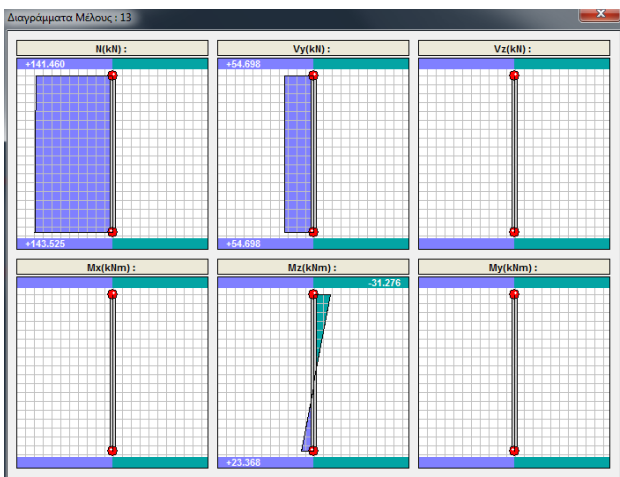 Διαγράμματα Μέλους : 13
N(kN) :
Vy(kN) :
Vz(kN) :
+141.460
+54.698
+143.525
+54.698
Mx(kNm) :
Mz(kNm) :
My(kNm) :
-31.276
+23.368